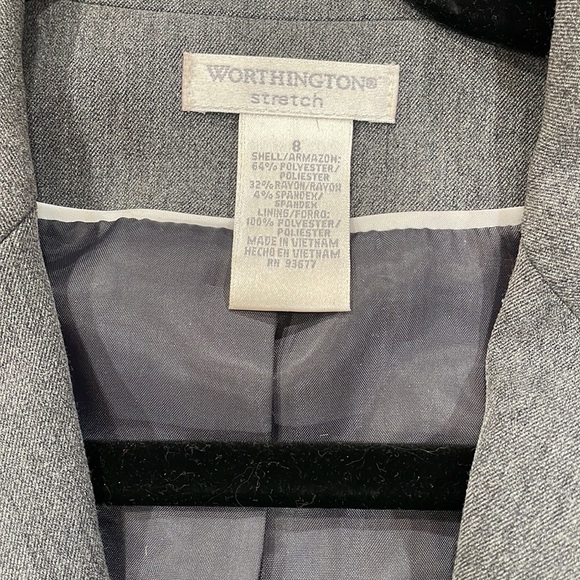 WORTHINGTON®
stretch
8
SHELL/ARMAZON:
64% POLYESTER/
POLIESTER
32% RAYON/RAYON
4% SPANDEX/
SPANDEX
LINING/FORRO:
100% POLYESTER/
POLIESTER
MADE IN VIETNAM
HECHO EN VIETNAM
RN 93677